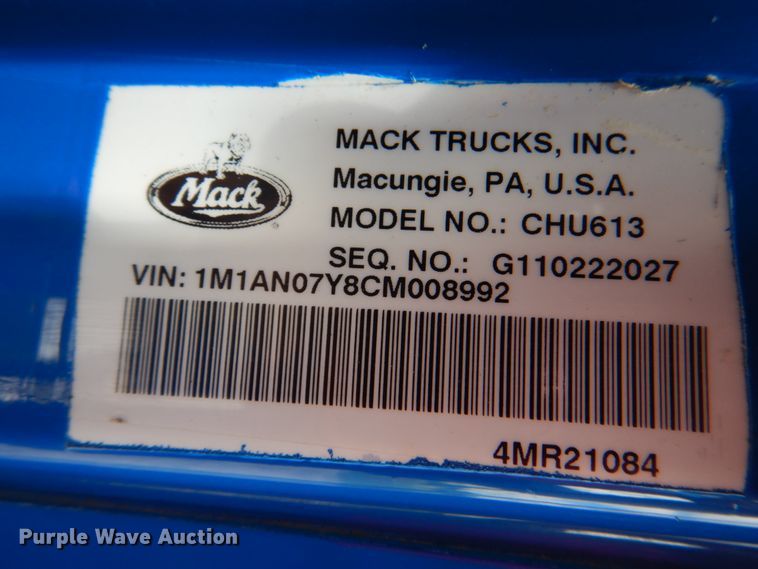 Mack
MACK TRUCKS, INC.
Macungie, PA, U.S.A.
MODEL NO.: CHU613
SEQ. NO.: G110222027
VIN: 1M1AN07Y8CM008992
4MR21084
Purple Wave Auction